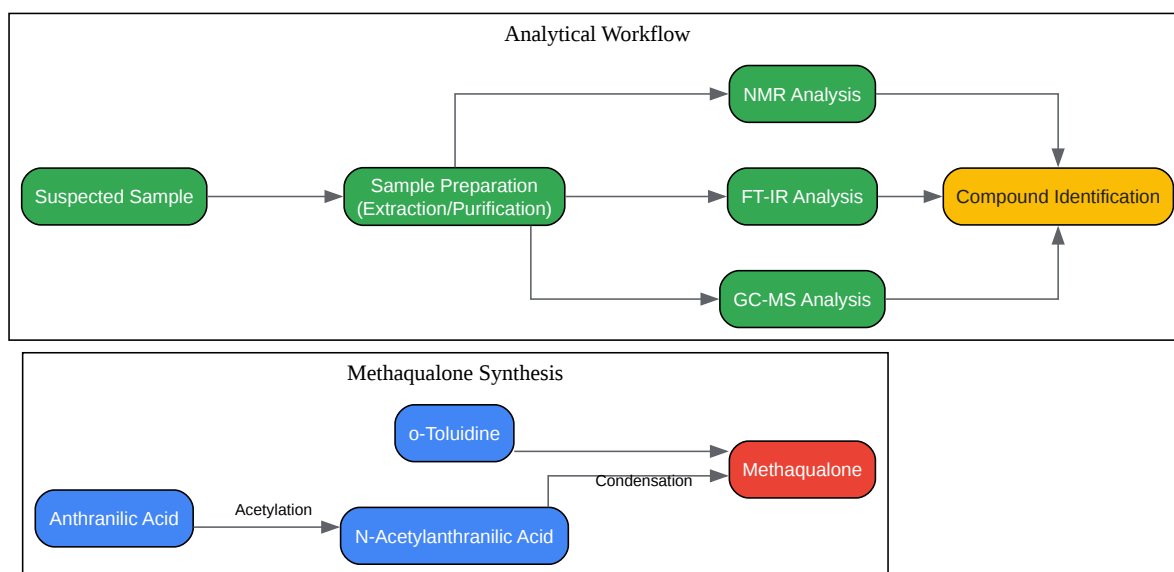 Analytical Workflow
NMR Analysis
Suspected Sample
Sample Preparation
(Extraction/Purification)
FT-IR Analysis
Compound Identification
GC-MS Analysis
Methaqualone Synthesis
o-Toluidine
Methaqualone
Condensation
Anthranilic Acid
Acetylation
N-Acetylanthranilic Acid